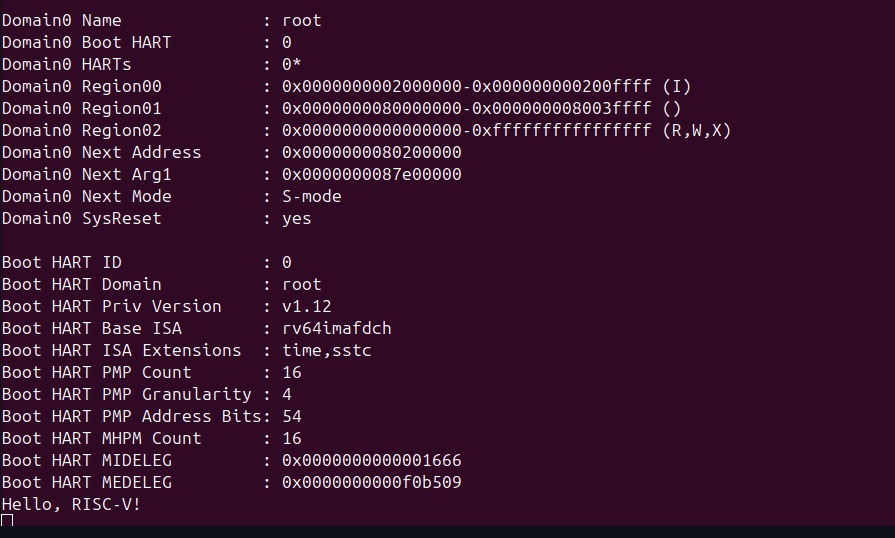 Domain0 Name              : root
Domain0 Boot HART         : 0
Domain0 HARTs             : 0*
Domain0 Region00          : 0x0000000002000000-0x000000000200ffff (I)
Domain0 Region01          : 0x0000000080000000-0x000000008003ffff ()
Domain0 Region02          : 0x0000000000000000-0xffffffffffffffff (R,W,X)
Domain0 Next Address      : 0x0000000080200000
Domain0 Next Arg1         : 0x0000000087e00000
Domain0 Next Mode         : S-mode
Domain0 SysReset          : yes

Boot HART ID              : 0
Boot HART Domain          : root
Boot HART Priv Version    : v1.12
Boot HART Base ISA        : rv64imafdch
Boot HART ISA Extensions  : time,sstc
Boot HART PMP Count       : 16
Boot HART PMP Granularity : 4
Boot HART PMP Address Bits: 54
Boot HART MHPM Count      : 16
Boot HART MIDELEG         : 0x0000000000001666
Boot HART MEDELEG         : 0x0000000000f0b509
Hello, RISC-V!